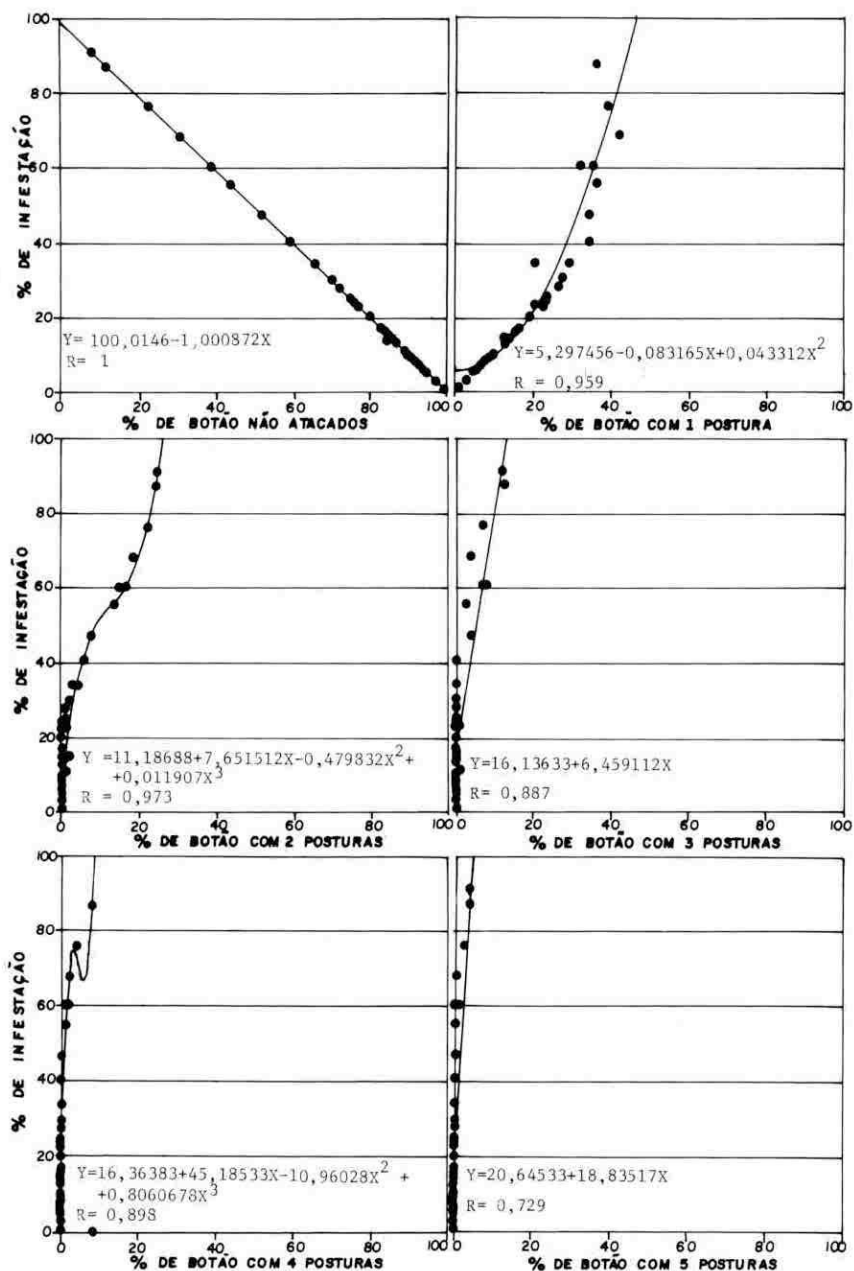 100
80
60
40
20
0
% DE INFESTAÇÃO
Y= 100,0146-1,000872X
R= 1
0 20 40 60 80 100
% DE BOTÃO NÃO ATACADOS
Y=5,297456-0,083165X+0,043312X²
R = 0,959
0 20 40 60 80 100
% DE BOTÃO COM 1 POSTURA
100
80
60
40
20
0
% DE INFESTAÇÃO
Y =11,18688+7,651512X-0,479832X²+
+0,011907X³
R = 0,973
0 20 40 60 80 100
% DE BOTÃO COM 2 POSTURAS
Y=16,13633+6,459112X
R= 0,887
0 20 40 60 80 100
% DE BOTÃO COM 3 POSTURAS
100
80
60
40
20
0
% DE INFESTAÇÃO
Y=16,36383+45,18533X-10,96028X² +
+0,8060678X³
R= 0,898
0 20 40 60 80 100
% DE BOTÃO COM 4 POSTURAS
Y=20,64533+18,83517X
R= 0,729
0 20 40 60 80 100
% DE BOTÃO COM 5 POSTURAS